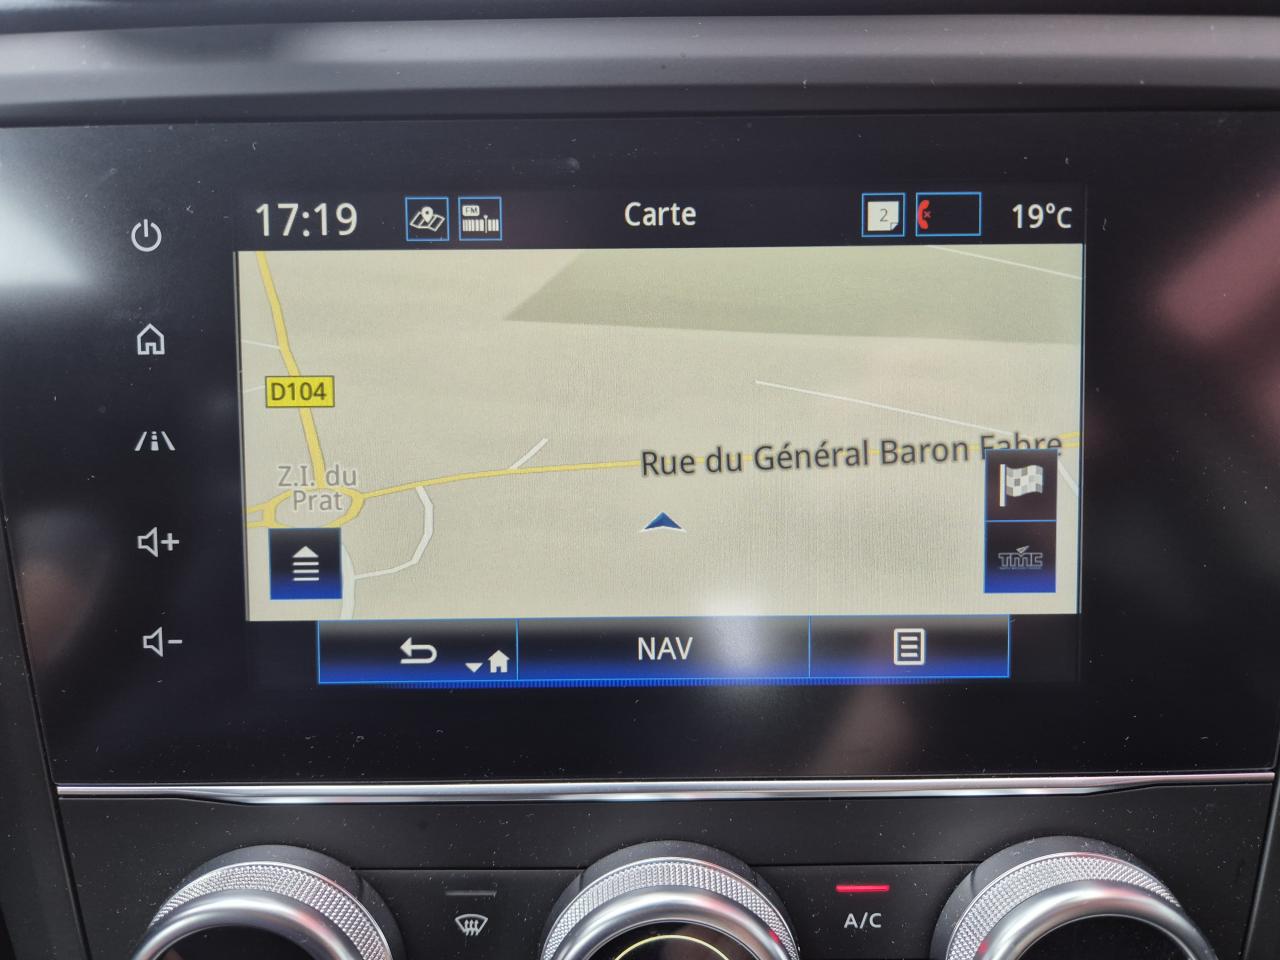 17:19
FM
Carte
2
19°C
D104
Z.I. du
Prat
Rue du Général Baron Fabre
TMC
NAV
A/C